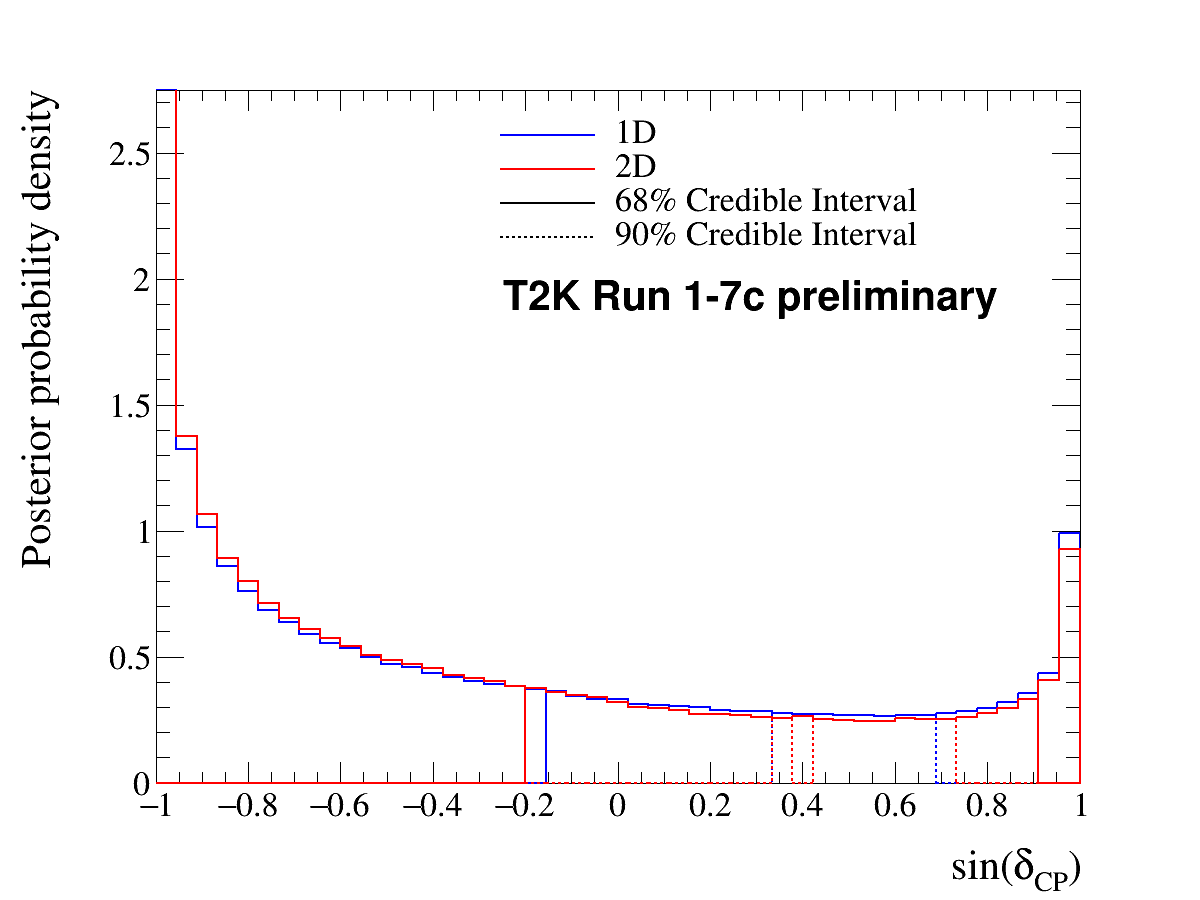 Posterior probability density
2.5
2
1.5
1
0.5
0
1D
2D
68% Credible Interval
90% Credible Interval
T2K Run 1-7c preliminary
−1 −0.8 −0.6 −0.4 −0.2 0 0.2 0.4 0.6 0.8 1
sin(δCP)